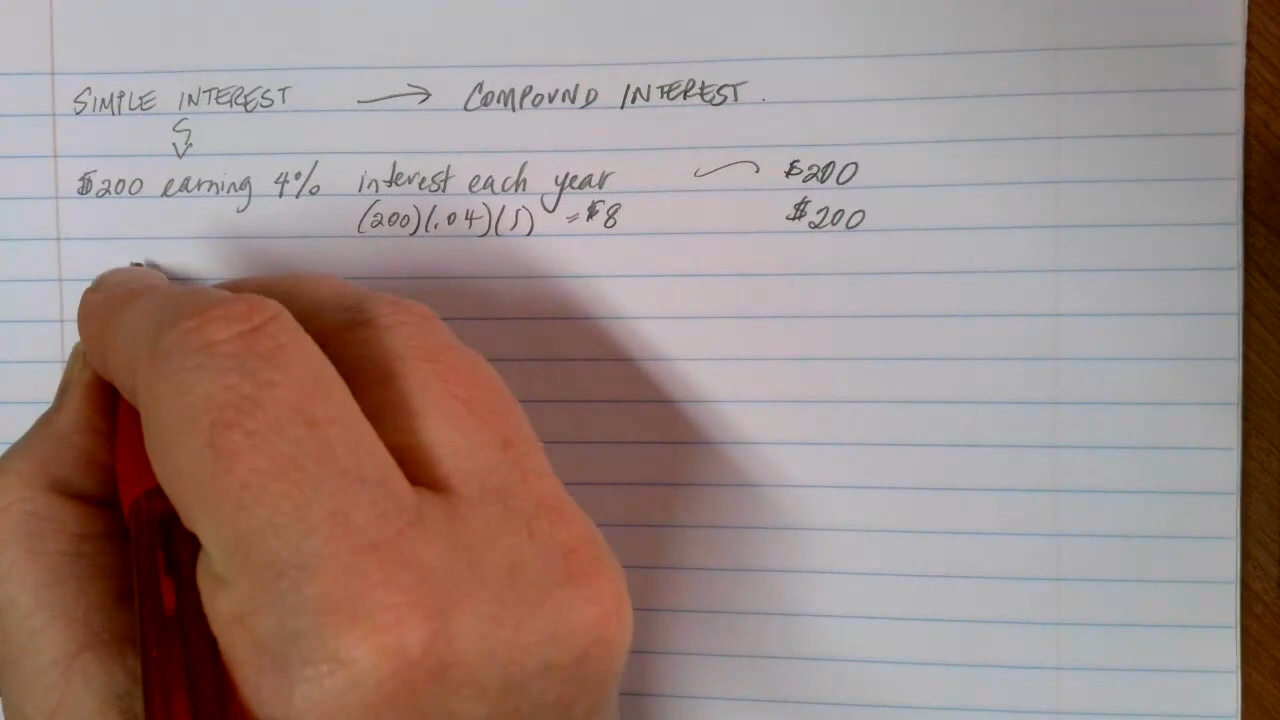 SIMPLE INTEREST → COMPOUND INTEREST.
$200 earning 4% interest each year $200
(200)(.04)(1) = $8 $200